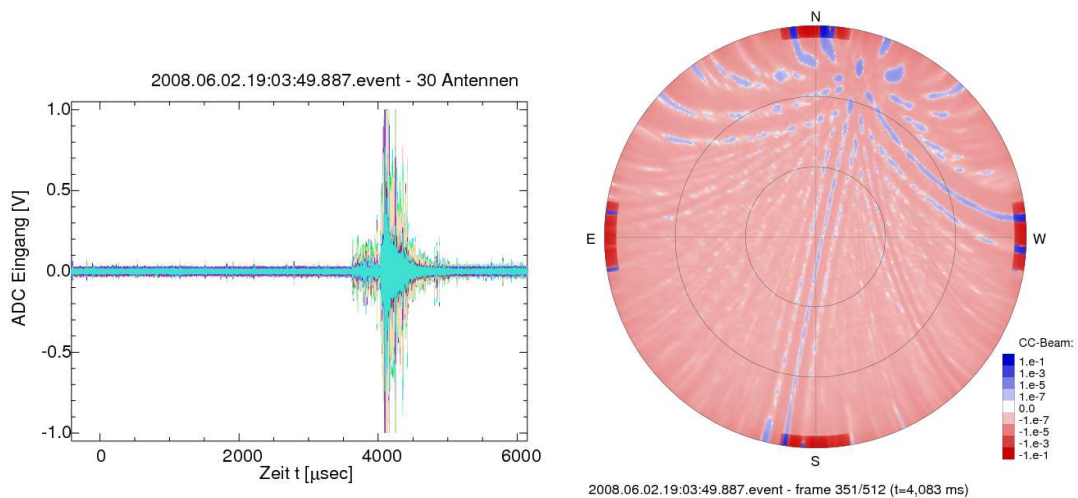 2008.06.02.19:03:49.887.event - 30 Antennen
1.0
0.5
0.0
-0.5
-1.0
ADC Eingang [V]
0
2000
4000
6000
Zeit t [μsec]
N
E
W
S
CC-Beam:
1.e-1
1.e-3
1.e-5
1.e-7
0.0
-1.e-7
-1.e-5
-1.e-3
-1.e-1
2008.06.02.19:03:49.887.event - frame 351/512 (t=4,083 ms)